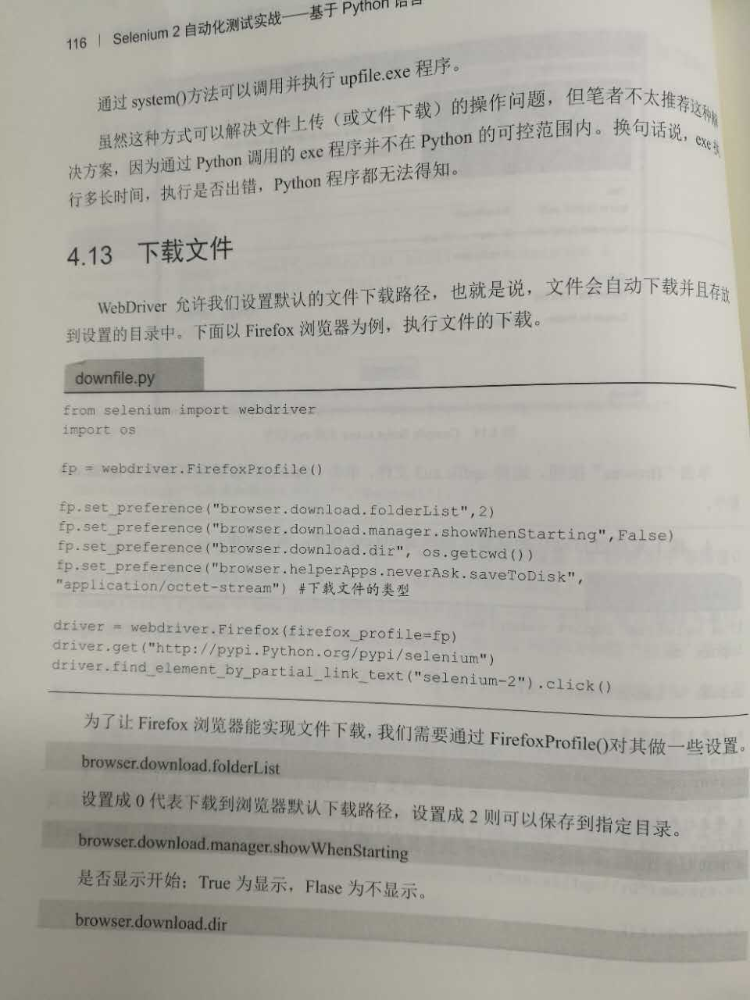 116 | Selenium 2 自动化测试实战——基于 Python 语言
通过 system()方法可以调用并执行 upfile.exe 程序。
虽然这种方式可以解决文件上传（或文件下载）的操作问题，但笔者不太推荐这种解
决方案，因为通过 Python 调用的 exe 程序并不在 Python 的可控范围内。换句话说，exe 执
行多长时间，执行是否出错，Python 程序都无法得知。
4.13 下载文件
WebDriver 允许我们设置默认的文件下载路径，也就是说，文件会自动下载并且存放
到设置的目录中。下面以 Firefox 浏览器为例，执行文件的下载。
downfile.py
from selenium import webdriver
import os
fp = webdriver.FirefoxProfile()
fp.set_preference("browser.download.folderList",2)
fp.set_preference("browser.download.manager.showWhenStarting",False)
fp.set_preference("browser.download.dir", os.getcwd())
fp.set_preference("browser.helperApps.neverAsk.saveToDisk",
"application/octet-stream") #下载文件的类型
driver = webdriver.Firefox(firefox_profile=fp)
driver.get("http://pypi.Python.org/pypi/selenium")
driver.find_element_by_partial_link_text("selenium-2").click()
为了让 Firefox 浏览器能实现文件下载，我们需要通过 FirefoxProfile()对其做一些设置。
browser.download.folderList
设置成 0 代表下载到浏览器默认下载路径，设置成 2 则可以保存到指定目录。
browser.download.manager.showWhenStarting
是否显示开始；True 为显示，Flase 为不显示。
browser.download.dir